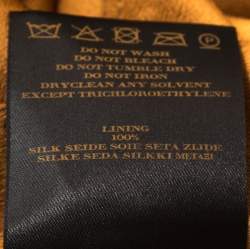 P
DO NOT WASH
DO NOT BLEACH
DO NOT TUMBLE DRY
DO NOT IRON
DRYCLEAN ANY SOLVENT
EXCEPT TRICHLOROETHYLENE
LINING
100%
SILK SEIDE SOIE SETA ZIJDE
SILKE SEDA SILKKI ΜΕΤΑΞΙ